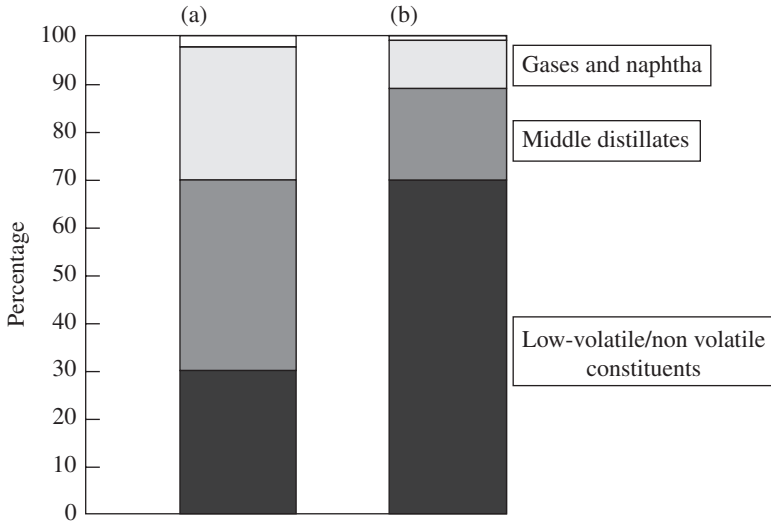 (a) (b)
100
90
80
70
60
50
40
30
20
10
0
Percentage
Gases and naphtha
Middle distillates
Low-volatile/non volatile
constituents